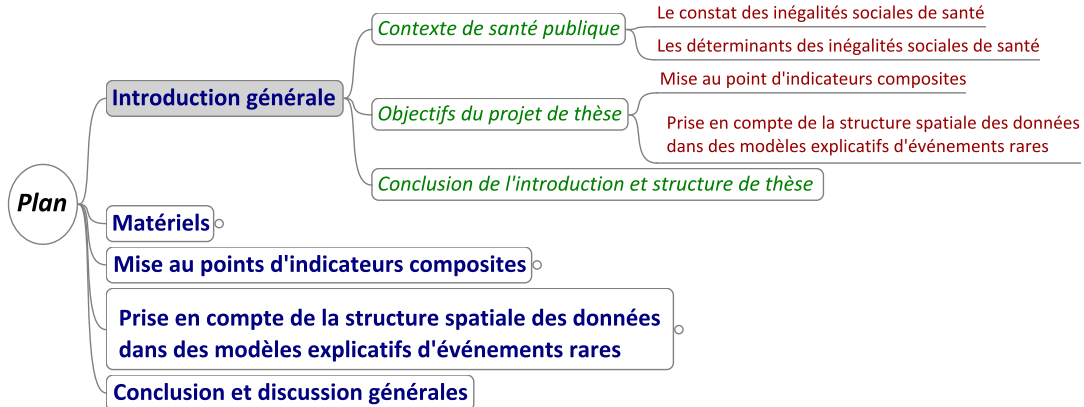 Plan
Introduction générale
Contexte de santé publique
Le constat des inégalités sociales de santé
Les déterminants des inégalités sociales de santé
Objectifs du projet de thèse
Mise au point d'indicateurs composites
Prise en compte de la structure spatiale des données
dans des modèles explicatifs d'événements rares
Conclusion de l'introduction et structure de thèse
Matériels
Mise au points d'indicateurs composites
Prise en compte de la structure spatiale des données
dans des modèles explicatifs d'événements rares
Conclusion et discussion générales